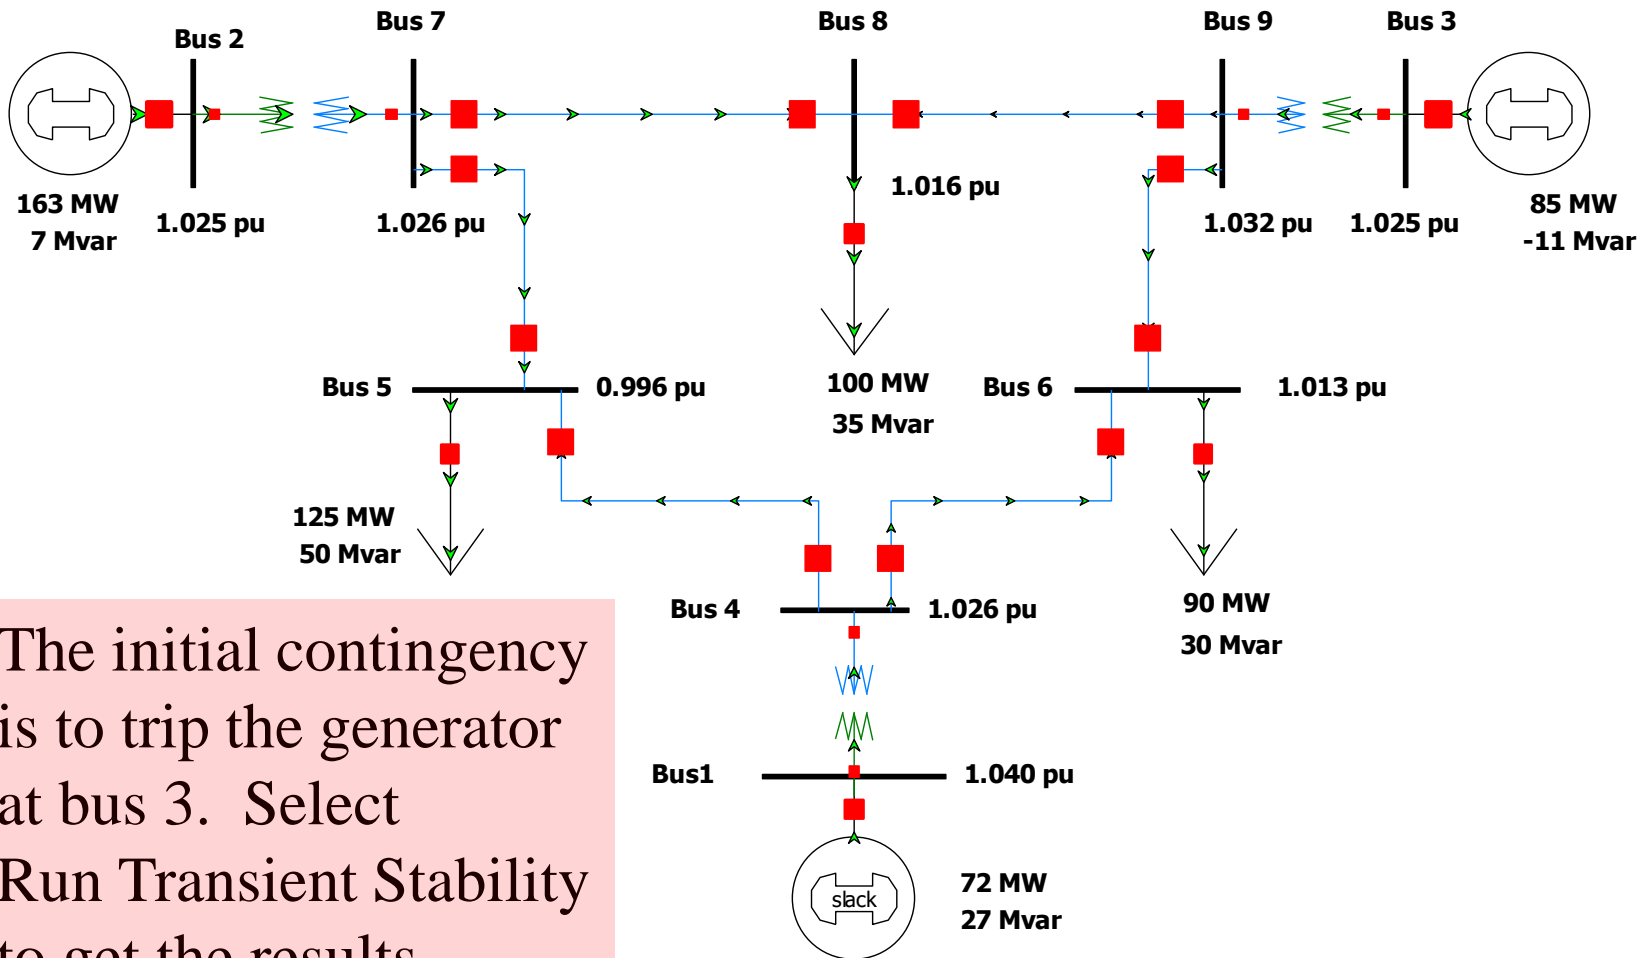 Bus 7
Bus 8
Bus 9
Bus 3
Bus 2
1.016 pu
163 MW
7 Mvar
1.025 pu
1.026 pu
1.032 pu
1.025 pu
85 MW
-11 Mvar
Bus 5
0.996 pu
100 MW
35 Mvar
Bus 6
1.013 pu
125 MW
50 Mvar
Bus 4
1.026 pu
90 MW
30 Mvar
The initial contingency
is to trip the generator
at bus 3. Select
Run Transient Stability
to get the results
Bus1
1.040 pu
slack
72 MW
27 Mvar